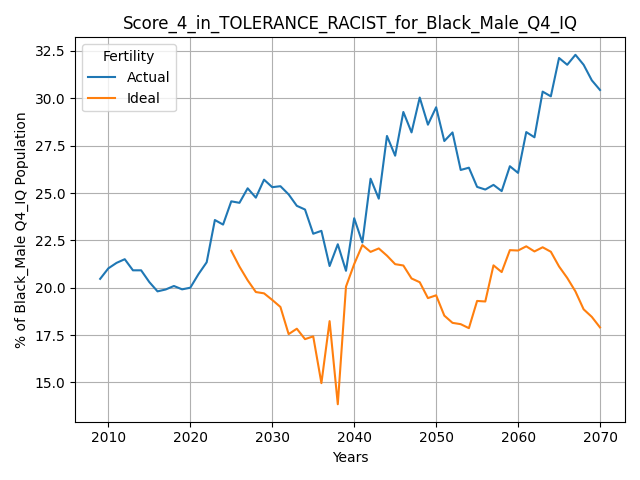 Score_4_in_TOLERANCE_RACIST_for_Black_Male_Q4_IQ
Fertility
Actual
Ideal
% of Black_Male Q4_IQ Population
32.5
30.0
27.5
25.0
22.5
20.0
17.5
15.0
2010
2020
2030
2040
2050
2060
2070
Years